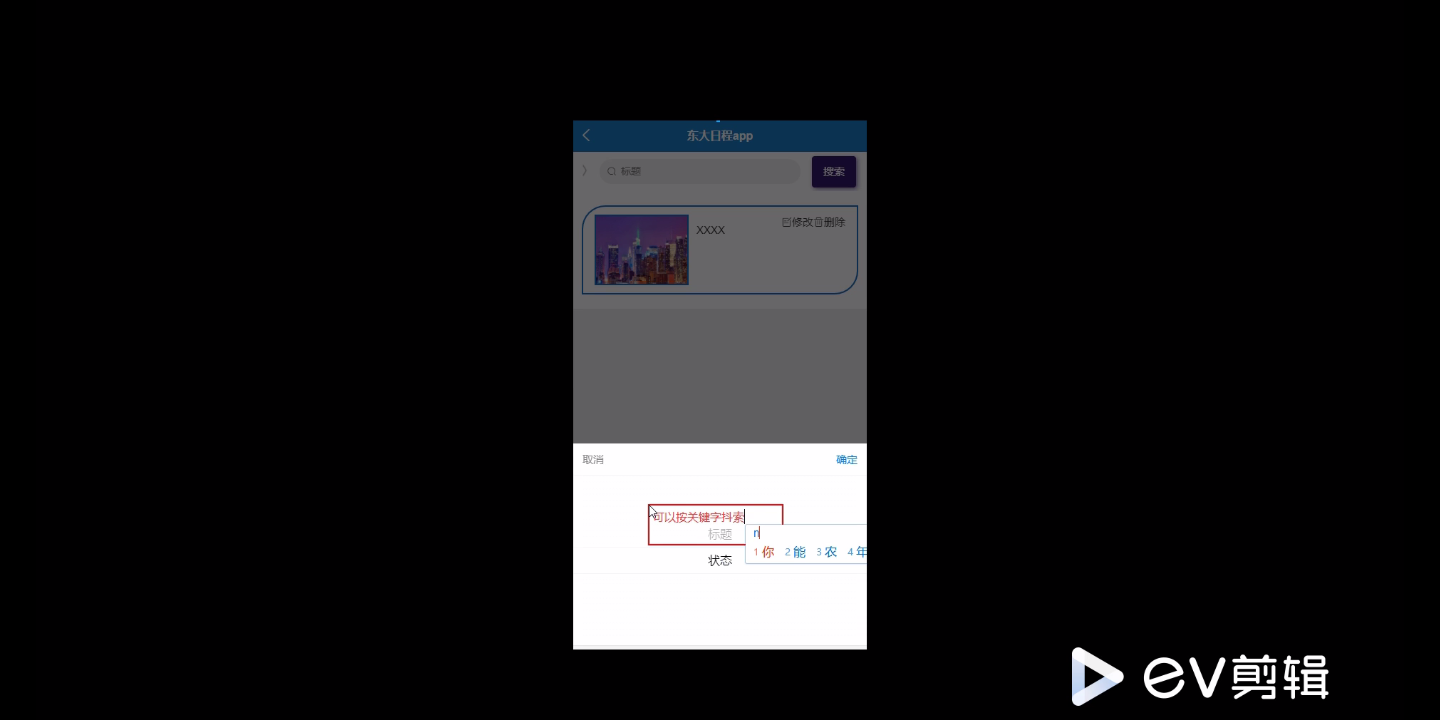 东大日程app
〉 标题 搜索
XXXX 修改删除
取消 确定
可以按关键字抖索
标题
n
1 你 2 能 3 农 4 年
状态
ev剪辑